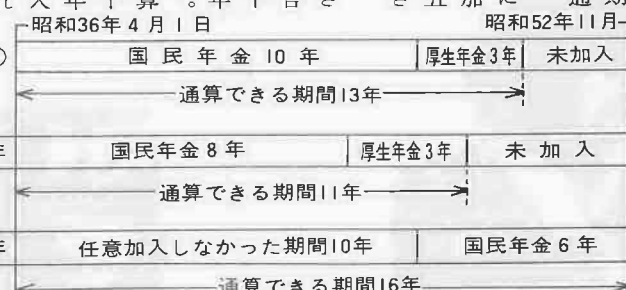 昭和36年4月1日 昭和52年11月
国民年金10年 厚生年金3年 未加入
通算できる期間13年
国民年金8年 厚生年金3年 未加入
通算できる期間11年
年 任意加入しなかった期間10年 国民年金6年
通算できる期間16年